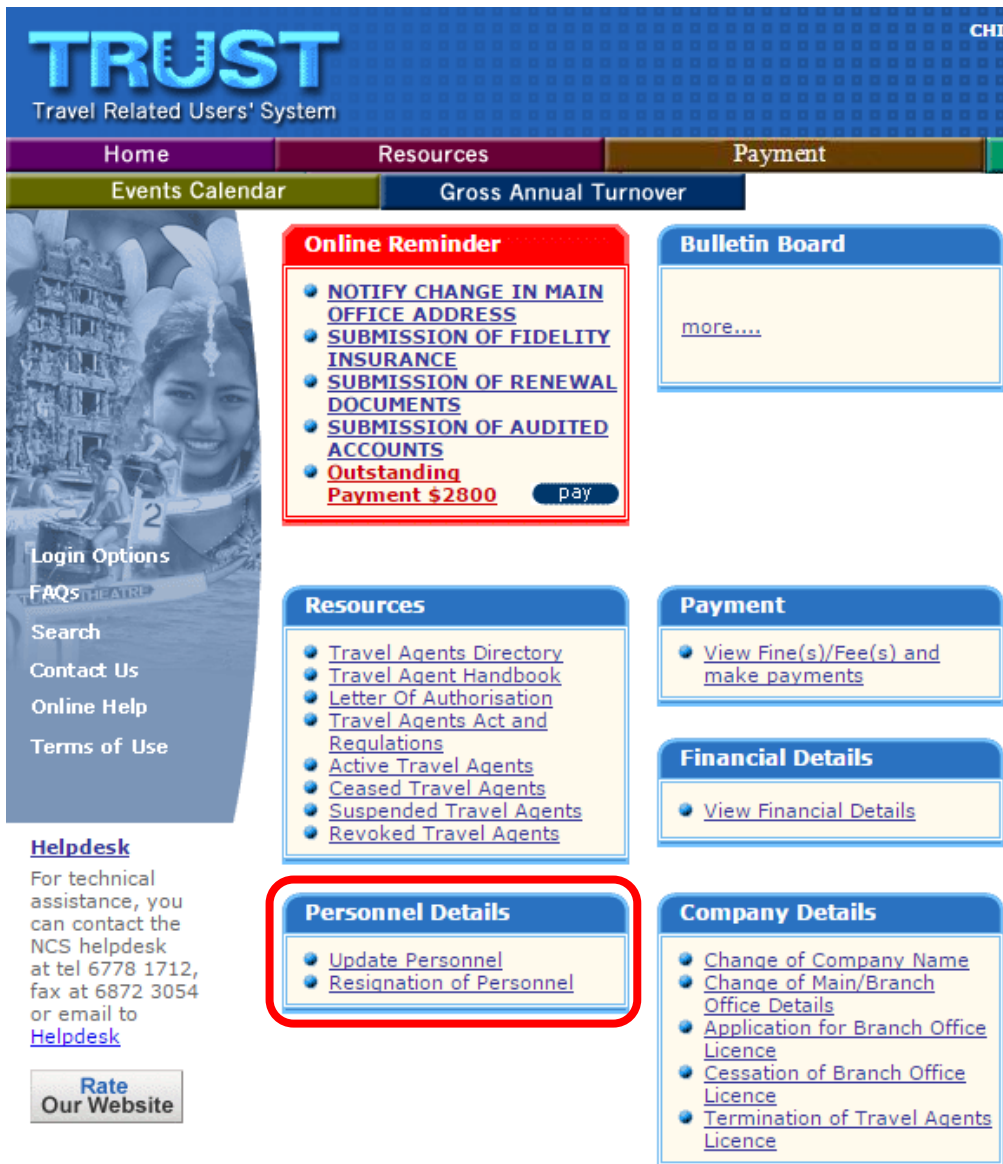 CHI
TRUST
Travel Related Users' System
Home
Resources
Payment
Events Calendar
Gross Annual Turnover
Online Reminder
NOTIFY CHANGE IN MAIN
OFFICE ADDRESS
SUBMISSION OF FIDELITY
INSURANCE
SUBMISSION OF RENEWAL
DOCUMENTS
SUBMISSION OF AUDITED
ACCOUNTS
Outstanding
Payment $2800
pay
Bulletin Board
more....
2
Login Options
FAQs
THEATRE
Search
Contact Us
Online Help
Terms of Use
Resources
Travel Agents Directory
Travel Agent Handbook
Letter Of Authorisation
Travel Agents Act and
Regulations
Active Travel Agents
Ceased Travel Agents
Suspended Travel Agents
Revoked Travel Agents
Payment
View Fine(s)/Fee(s) and
make payments
Financial Details
View Financial Details
Helpdesk
For technical
assistance, you
can contact the
NCS helpdesk
at tel 6778 1712,
fax at 6872 3054
or email to
Helpdesk
Rate
Our Website
Personnel Details
Update Personnel
Resignation of Personnel
Company Details
Change of Company Name
Change of Main/Branch
Office Details
Application for Branch Office
Licence
Cessation of Branch Office
Licence
Termination of Travel Agents
Licence